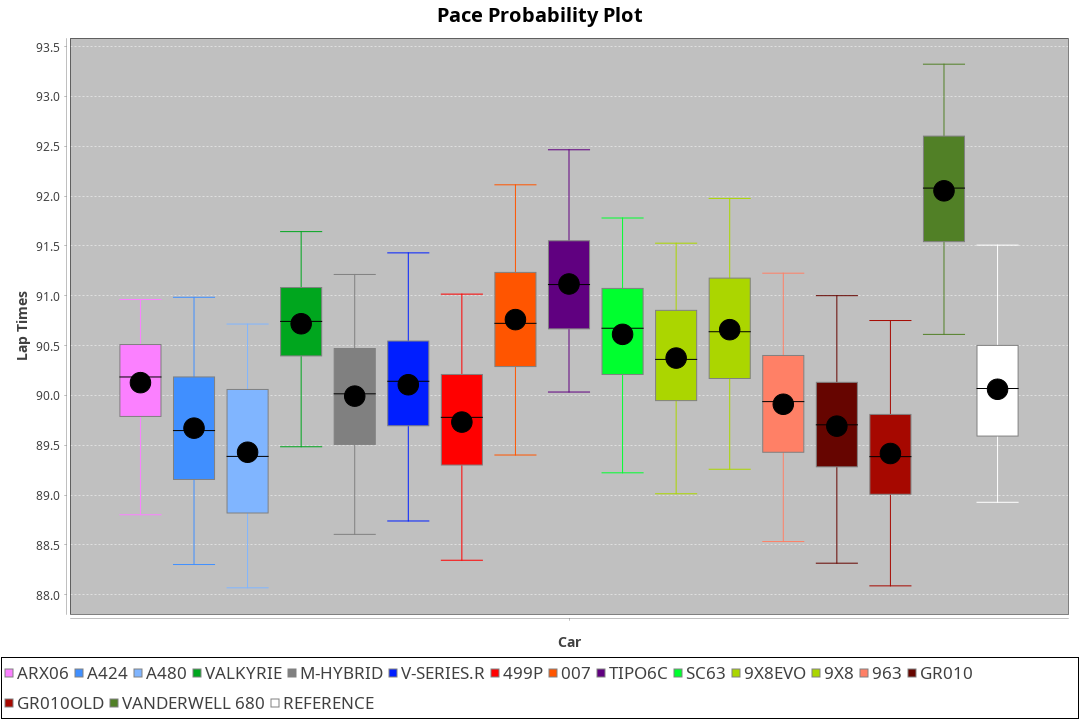 Pace Probability Plot
93.5
93.0
92.5
92.0
91.5
91.0
90.5
90.0
89.5
89.0
88.5
88.0
Lap Times
Car
ARX06 A424 A480 VALKYRIE M-HYBRID V-SERIES.R 499P 007 TIPO6C SC63 9X8EVO 9X8 963 GR010
GR010OLD VANDERWELL 680 REFERENCE